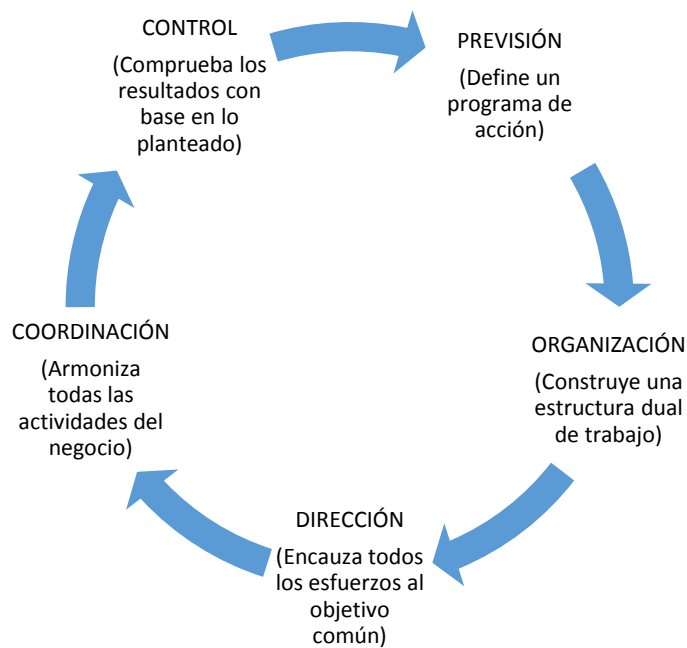 CONTROL
(Comprueba los
resultados con
base en lo
planteado)
PREVISIÓN
(Define un
programa de
acción)
ORGANIZACIÓN
(Construye una
estructura dual
de trabajo)
DIRECCIÓN
(Encauza todos
los esfuerzos al
objetivo
común)
COORDINACIÓN
(Armoniza
todas las
actividades del
negocio)